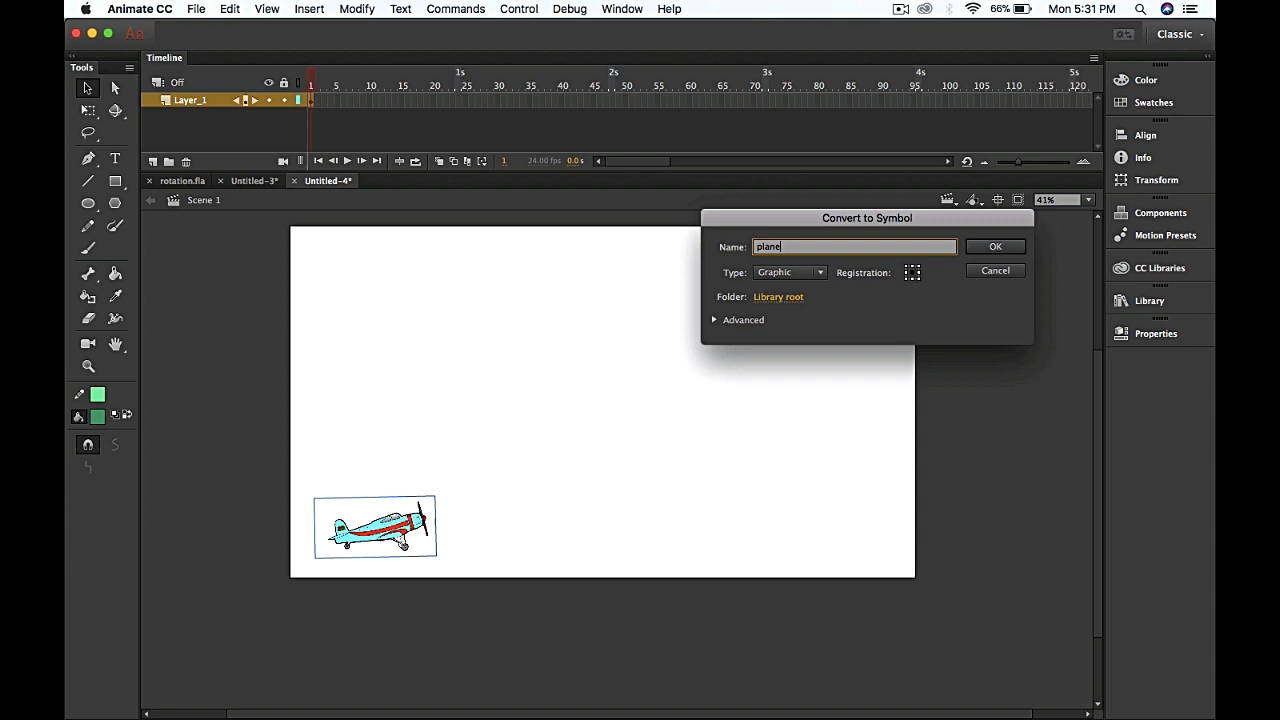 Animate CC File Edit View Insert Modify Text Commands Control Debug Window Help 66% Mon 5:31 PM
An Classic
Timeline
Tools
1s 2s 3s 4s 5s
Off 1 5 10 15 20 25 30 35 40 45 50 55 60 65 70 75 80 85 90 95 100 105 110 115 120
Layer_1
1 24.00 fps 0.0 s
× rotation.fla × Untitled-3* × Untitled-4*
Scene 1 41%
Convert to Symbol
Name: plane OK
Type: Graphic Registration: Cancel
Folder: Library root
Advanced
Color
Swatches
Align
Info
Transform
Components
Motion Presets
CC Libraries
Library
Properties